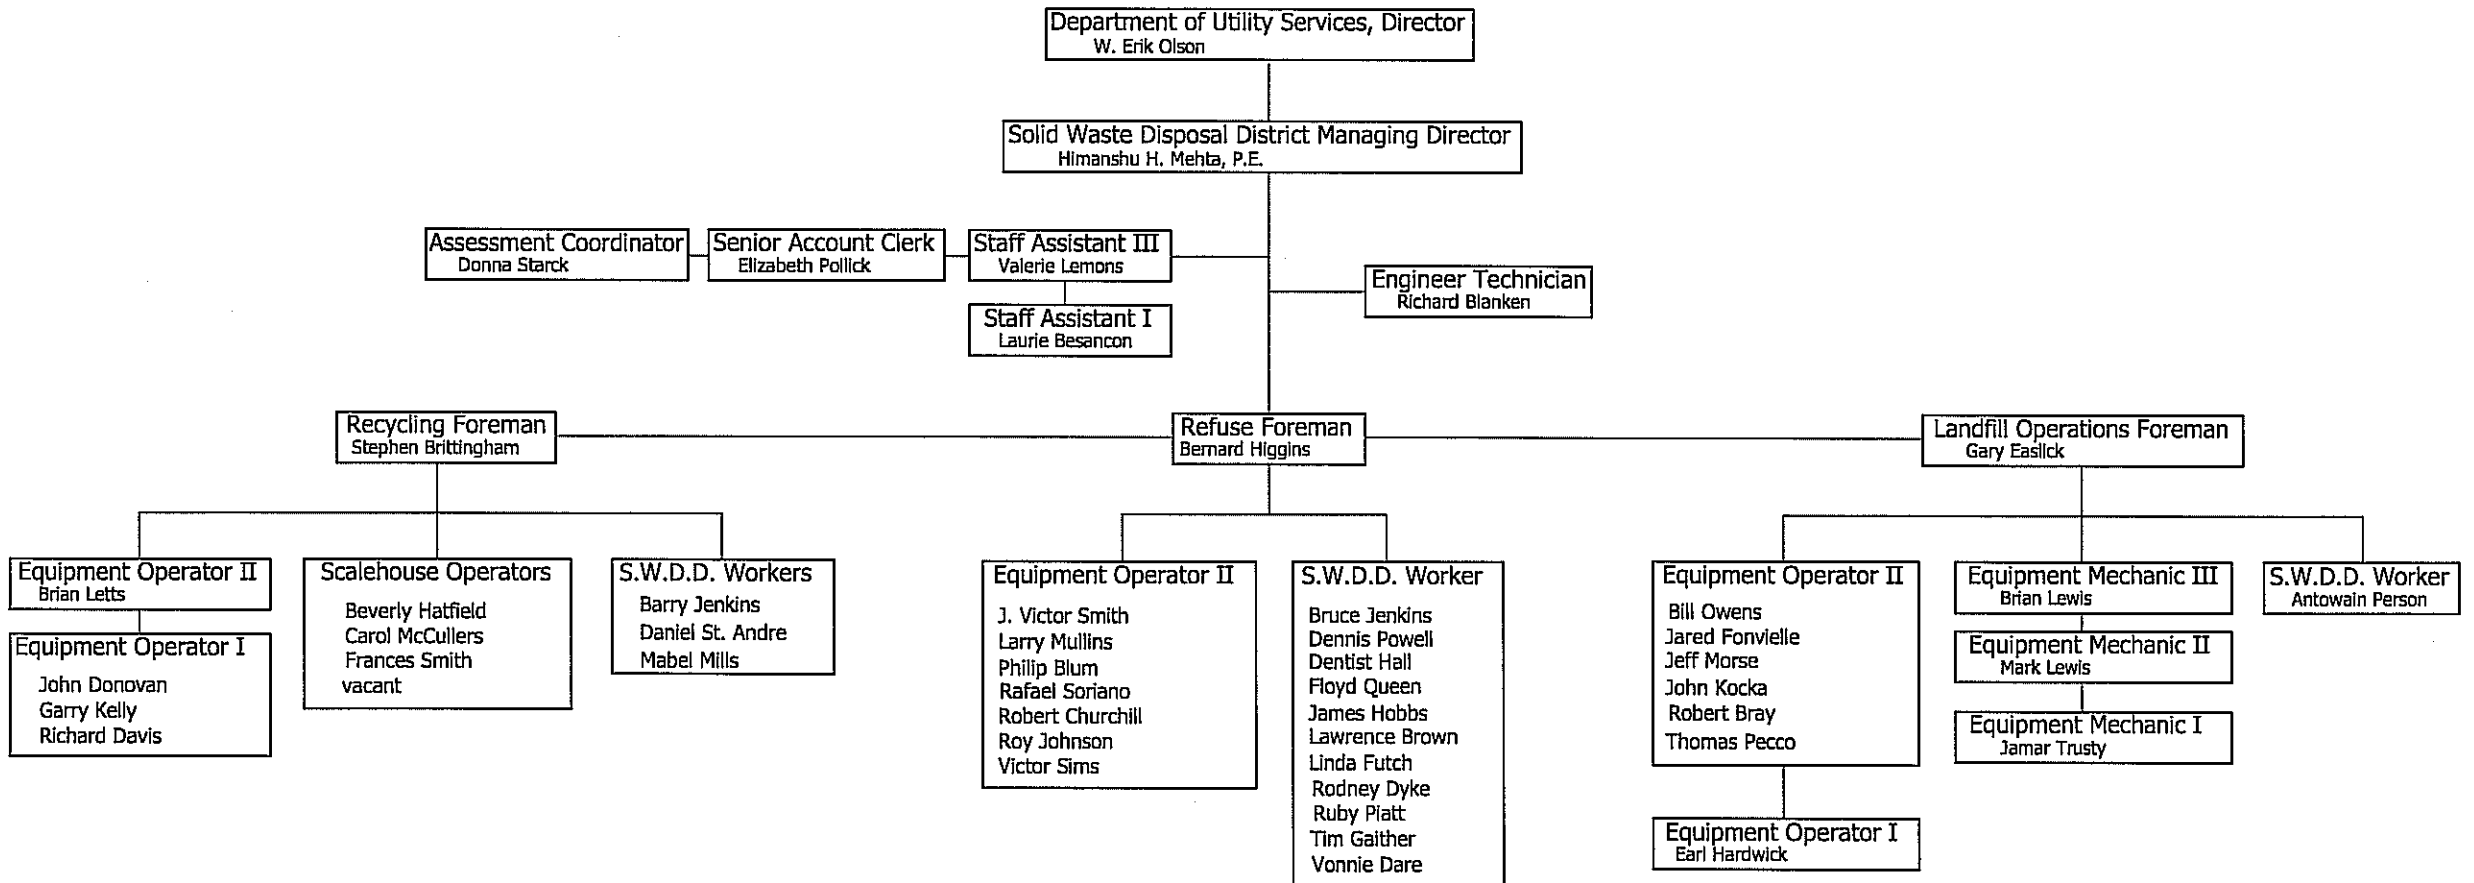 Department of Utility Services, Director
W. Erik Olson
Solid Waste Disposal District Managing Director
Himanshu H. Mehta, P.E.
Assessment Coordinator
Donna Starck
Senior Account Clerk
Elizabeth Pollick
Staff Assistant III
Valerie Lemons
Engineer Technician
Richard Blanken
Staff Assistant I
Laurie Besancon
Recycling Foreman
Stephen Brittingham
Refuse Foreman
Bernard Higgins
Landfill Operations Foreman
Gary Easlick
Equipment Operator II
Brian Letts
Equipment Operator I
John Donovan
Garry Kelly
Richard Davis
Scalehouse Operators
Beverly Hatfield
Carol McCullers
Frances Smith
vacant
S.W.D.D. Workers
Barry Jenkins
Daniel St. Andre
Mabel Mills
Equipment Operator II
J. Victor Smith
Larry Mullins
Philip Blum
Rafael Soriano
Robert Churchill
Roy Johnson
Victor Sims
S.W.D.D. Worker
Bruce Jenkins
Dennis Powell
Dentist Hall
Floyd Queen
James Hobbs
Lawrence Brown
Linda Futch
Rodney Dyke
Ruby Platt
Tim Gaither
Vonnie Dare
Equipment Operator II
Bill Owens
Jared Fonvielle
Jeff Morse
John Kocka
Robert Bray
Thomas Pecco
Equipment Operator I
Earl Hardwick
Equipment Mechanic III
Brian Lewis
Equipment Mechanic II
Mark Lewis
Equipment Mechanic I
Jamar Trusty
S.W.D.D. Worker
Antowain Person